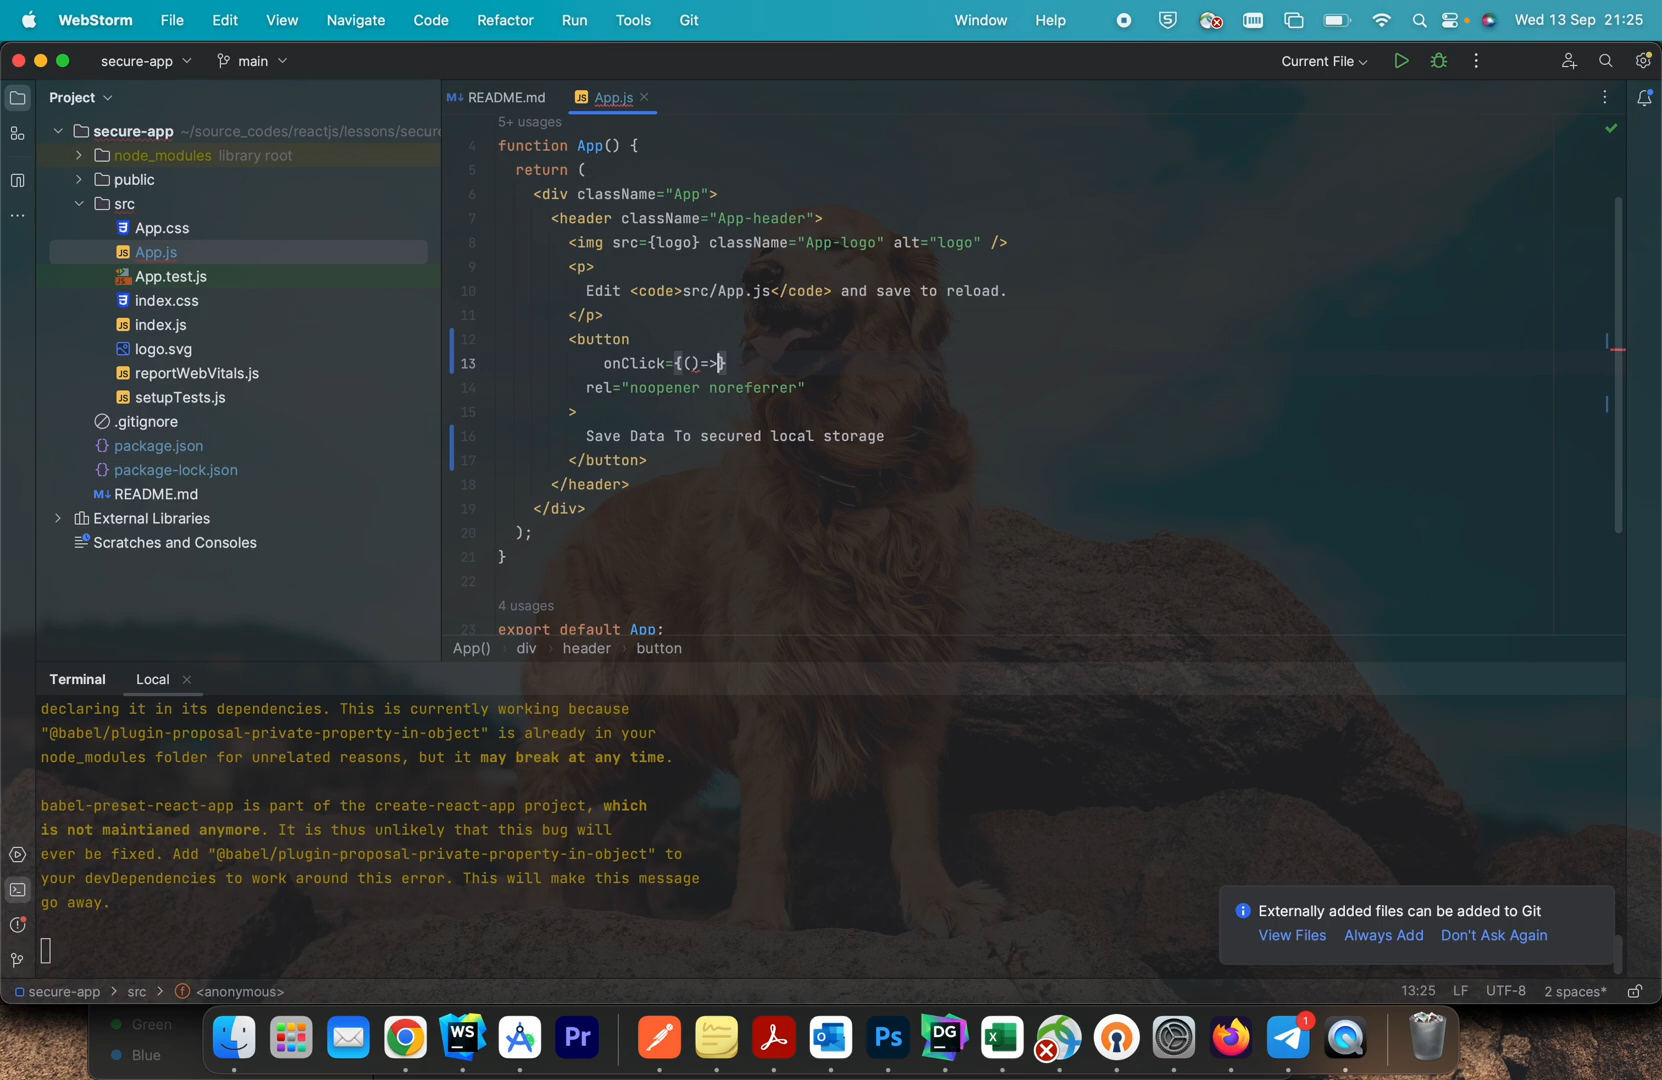 WebStorm File Edit View Navigate Code Refactor Run Tools Git Window Help Wed 13 Sep 21:25
secure-app main Current File
Project
README.md App.js
secure-app ~/source_codes/reactjs/lessons/secure
node_modules library root
public
src
App.css
App.js
App.test.js
index.css
index.js
logo.svg
reportWebVitals.js
setupTests.js
.gitignore
package.json
package-lock.json
README.md
External Libraries
Scratches and Consoles
5+ usages
4 function App() {
5 return (
6 <div className="App">
7 <header className="App-header">
8 <img src={logo} className="App-logo" alt="logo" />
9 <p>
10 Edit <code>src/App.js</code> and save to reload.
11 </p>
12 <button
13 onClick={()=>}
14 rel="noopener noreferrer"
15 >
16 Save Data To secured local storage
17 </button>
18 </header>
19 </div>
20 );
21 }
22
4 usages
23 export default App;
App() div header button
Terminal Local
declaring it in its dependencies. This is currently working because
"@babel/plugin-proposal-private-property-in-object" is already in your
node_modules folder for unrelated reasons, but it may break at any time.
babel-preset-react-app is part of the create-react-app project, which
is not maintianed anymore. It is thus unlikely that this bug will
ever be fixed. Add "@babel/plugin-proposal-private-property-in-object" to
your devDependencies to work around this error. This will make this message
go away.
Externally added files can be added to Git
View Files Always Add Don't Ask Again
secure-app > src > <anonymous> 13:25 LF UTF-8 2 spaces*
Green
Blue
WS Pr Ps DG 1